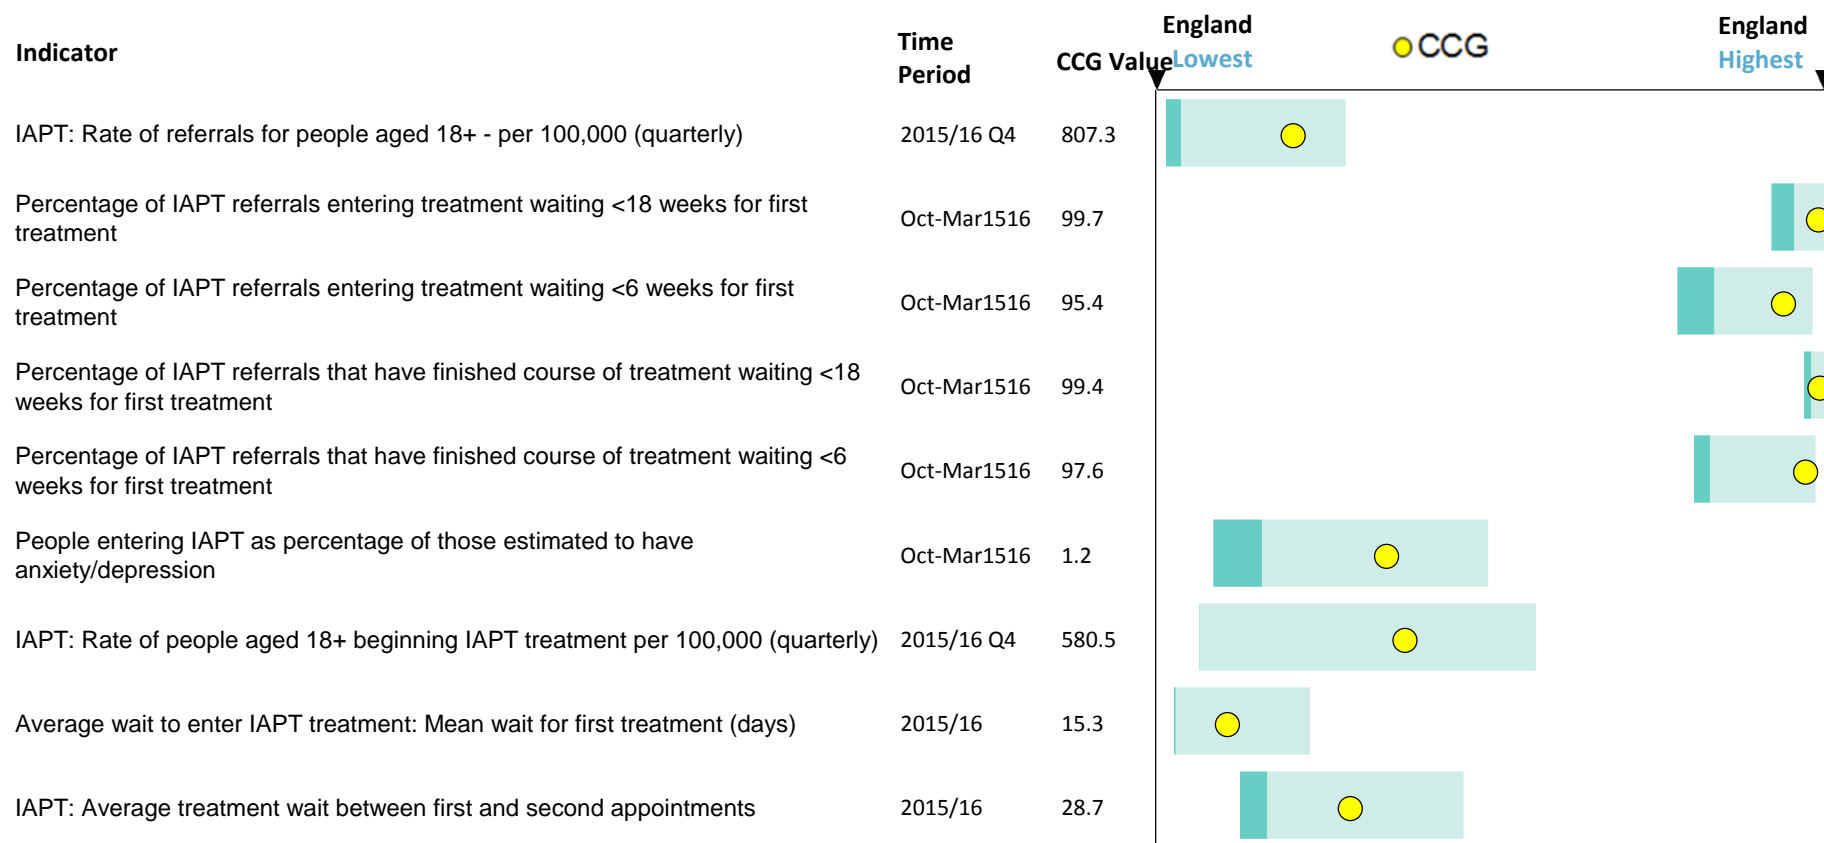 Indicator
Time
Period
CCG Value
England
Lowest
CCG
England
Highest
IAPT: Rate of referrals for people aged 18+ - per 100,000 (quarterly) 2015/16 Q4 807.3
Percentage of IAPT referrals entering treatment waiting <18 weeks for first
treatment
Oct-Mar1516 99.7
Percentage of IAPT referrals entering treatment waiting <6 weeks for first
treatment
Oct-Mar1516 95.4
Percentage of IAPT referrals that have finished course of treatment waiting <18
weeks for first treatment
Oct-Mar1516 99.4
Percentage of IAPT referrals that have finished course of treatment waiting <6
weeks for first treatment
Oct-Mar1516 97.6
People entering IAPT as percentage of those estimated to have
anxiety/depression
Oct-Mar1516 1.2
IAPT: Rate of people aged 18+ beginning IAPT treatment per 100,000 (quarterly) 2015/16 Q4 580.5
Average wait to enter IAPT treatment: Mean wait for first treatment (days) 2015/16 15.3
IAPT: Average treatment wait between first and second appointments 2015/16 28.7